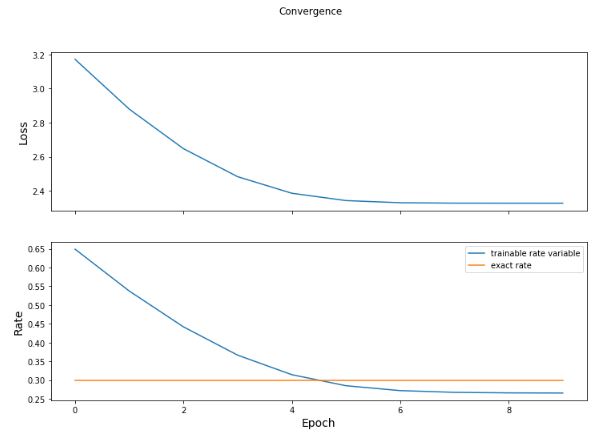 Convergence
3.2
3.0
2.8
2.6
2.4
Loss
0.65
0.60
0.55
0.50
0.45
0.40
0.35
0.30
0.25
Rate
trainable rate variable
exact rate
0 2 4 6 8
Epoch